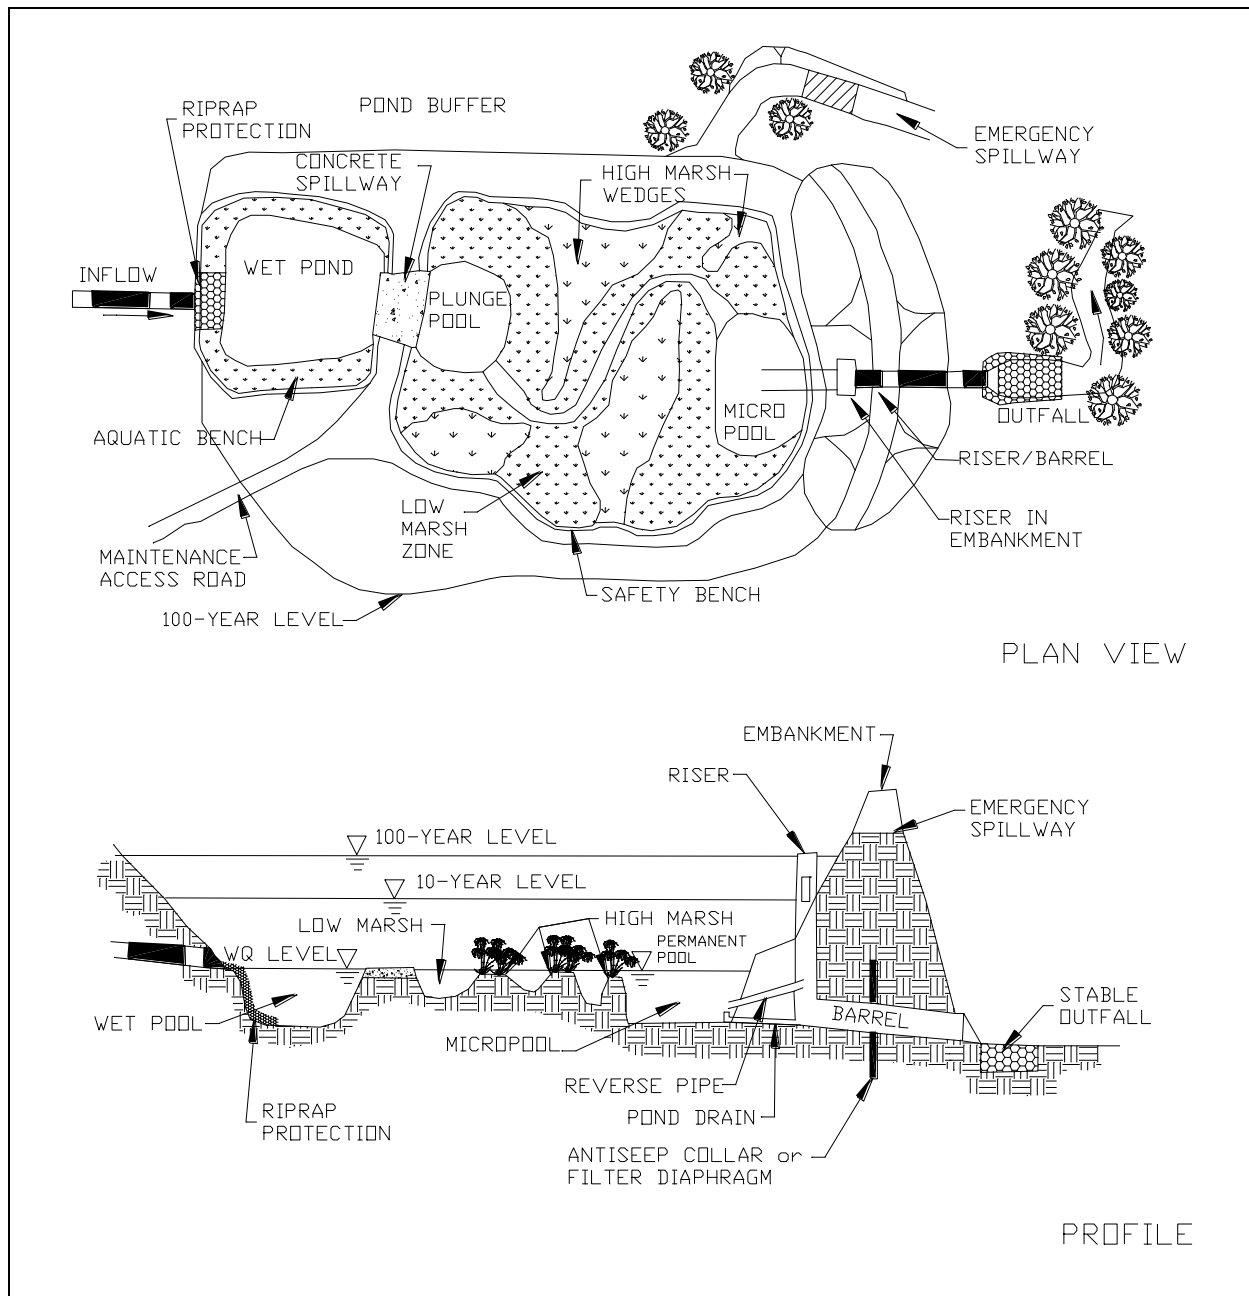 POND BUFFER
RIPRAP
PROTECTION
CONCRETE
SPILLWAY
HIGH MARSH
WEDGES
EMERGENCY
SPILLWAY
INFLOW
WET POND
PLUNGE
POOL
MICRO
POOL
OUTFALL
AQUATIC BENCH
RISER/BARREL
LOW
MARSH
ZONE
RISER IN
EMBANKMENT
MAINTENANCE
ACCESS ROAD
SAFETY BENCH
100-YEAR LEVEL
PLAN VIEW
EMBANKMENT
RISER
EMERGENCY
SPILLWAY
100-YEAR LEVEL
10-YEAR LEVEL
LOW MARSH
HIGH MARSH
WQ LEVEL
PERMANENT
POOL
WET POOL
BARREL
STABLE
OUTFALL
MICROPOOL
REVERSE PIPE
RIPRAP
PROTECTION
POND DRAIN
ANTISEEP COLLAR or
FILTER DIAPHRAGM
PROFILE